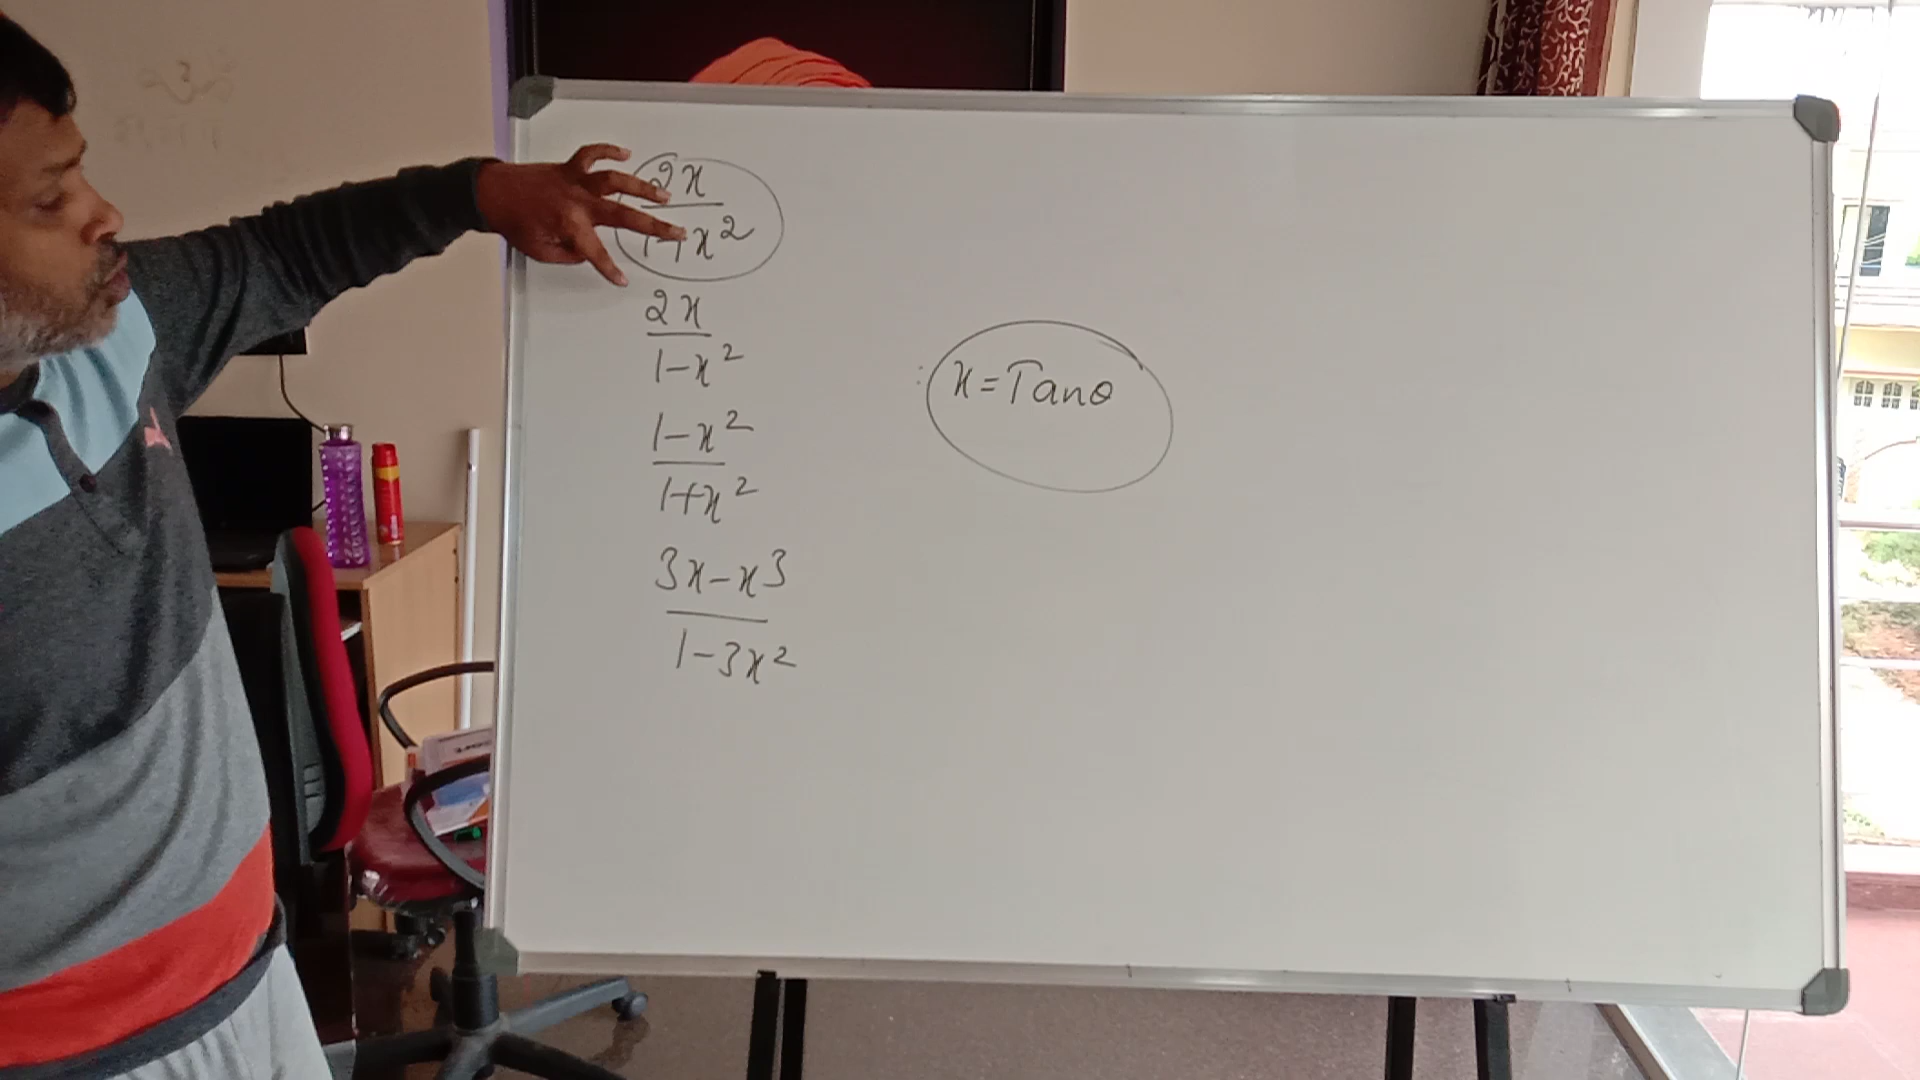 2x
1+x2
2x
1-x2
1-x2
1+x2
3x-x3
1-3x2
x=Tanθ